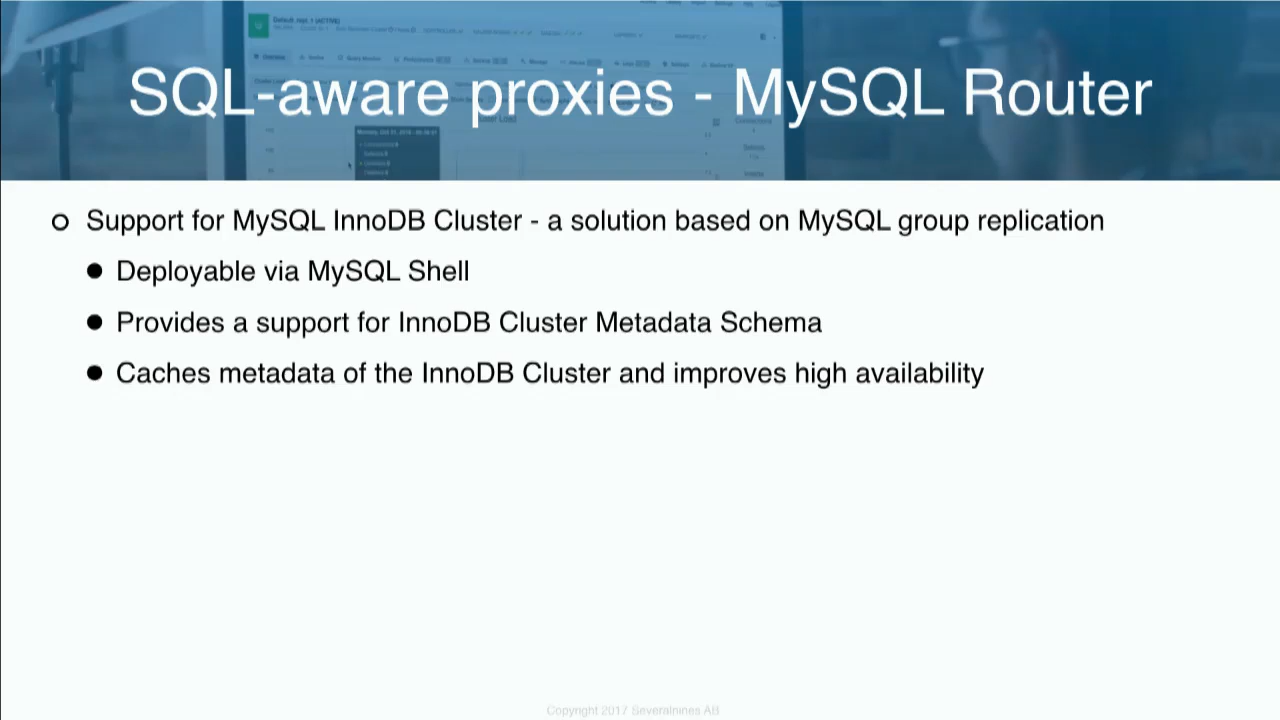 Default_repl_1 (ACTIVE)
SQL-aware proxies - MySQL Router
Support for MySQL InnoDB Cluster - a solution based on MySQL group replication
Deployable via MySQL Shell
Provides a support for InnoDB Cluster Metadata Schema
Caches metadata of the InnoDB Cluster and improves high availability
Copyright 2017 Severalnines AB